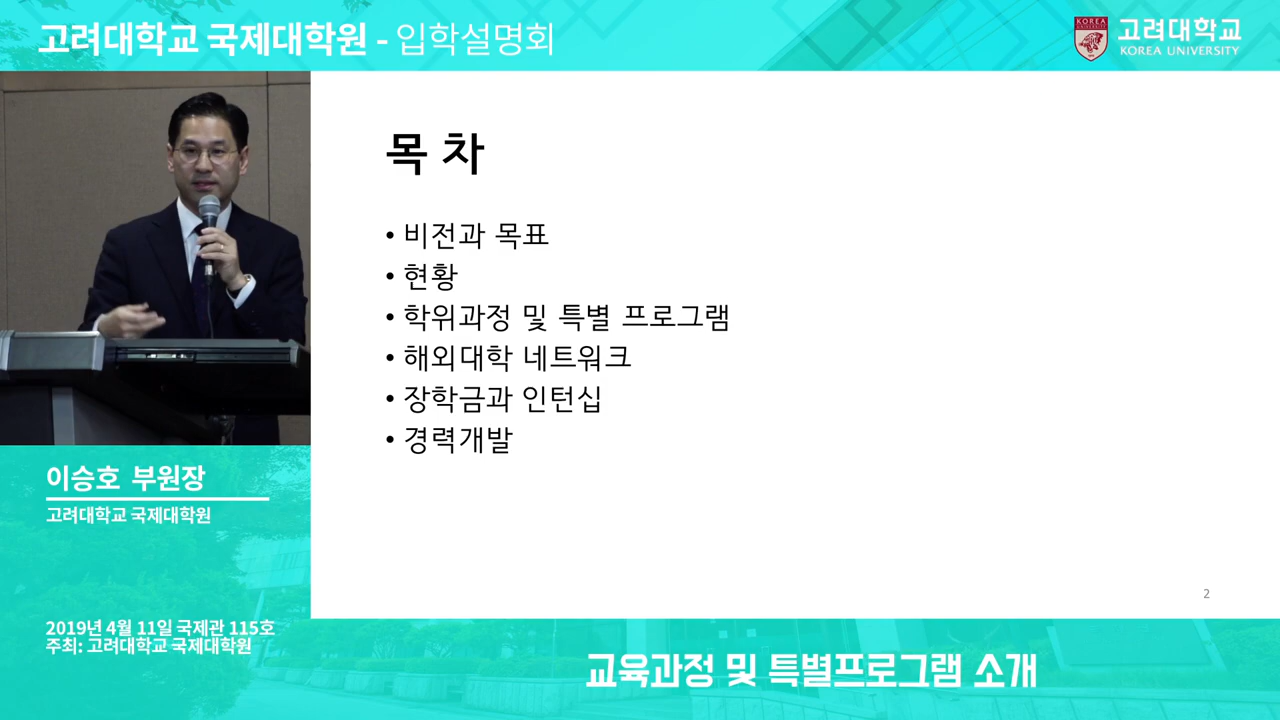 고려대학교 국제대학원 - 입학설명회
KOREA
UNIVERSITY
고려대학교
KOREA UNIVERSITY
목 차
• 비전과 목표
• 현황
• 학위과정 및 특별 프로그램
• 해외대학 네트워크
• 장학금과 인턴십
• 경력개발
2
이승호 부원장
고려대학교 국제대학원
2019년 4월 11일 국제관 115호
주최: 고려대학교 국제대학원
교육과정 및 특별프로그램 소개